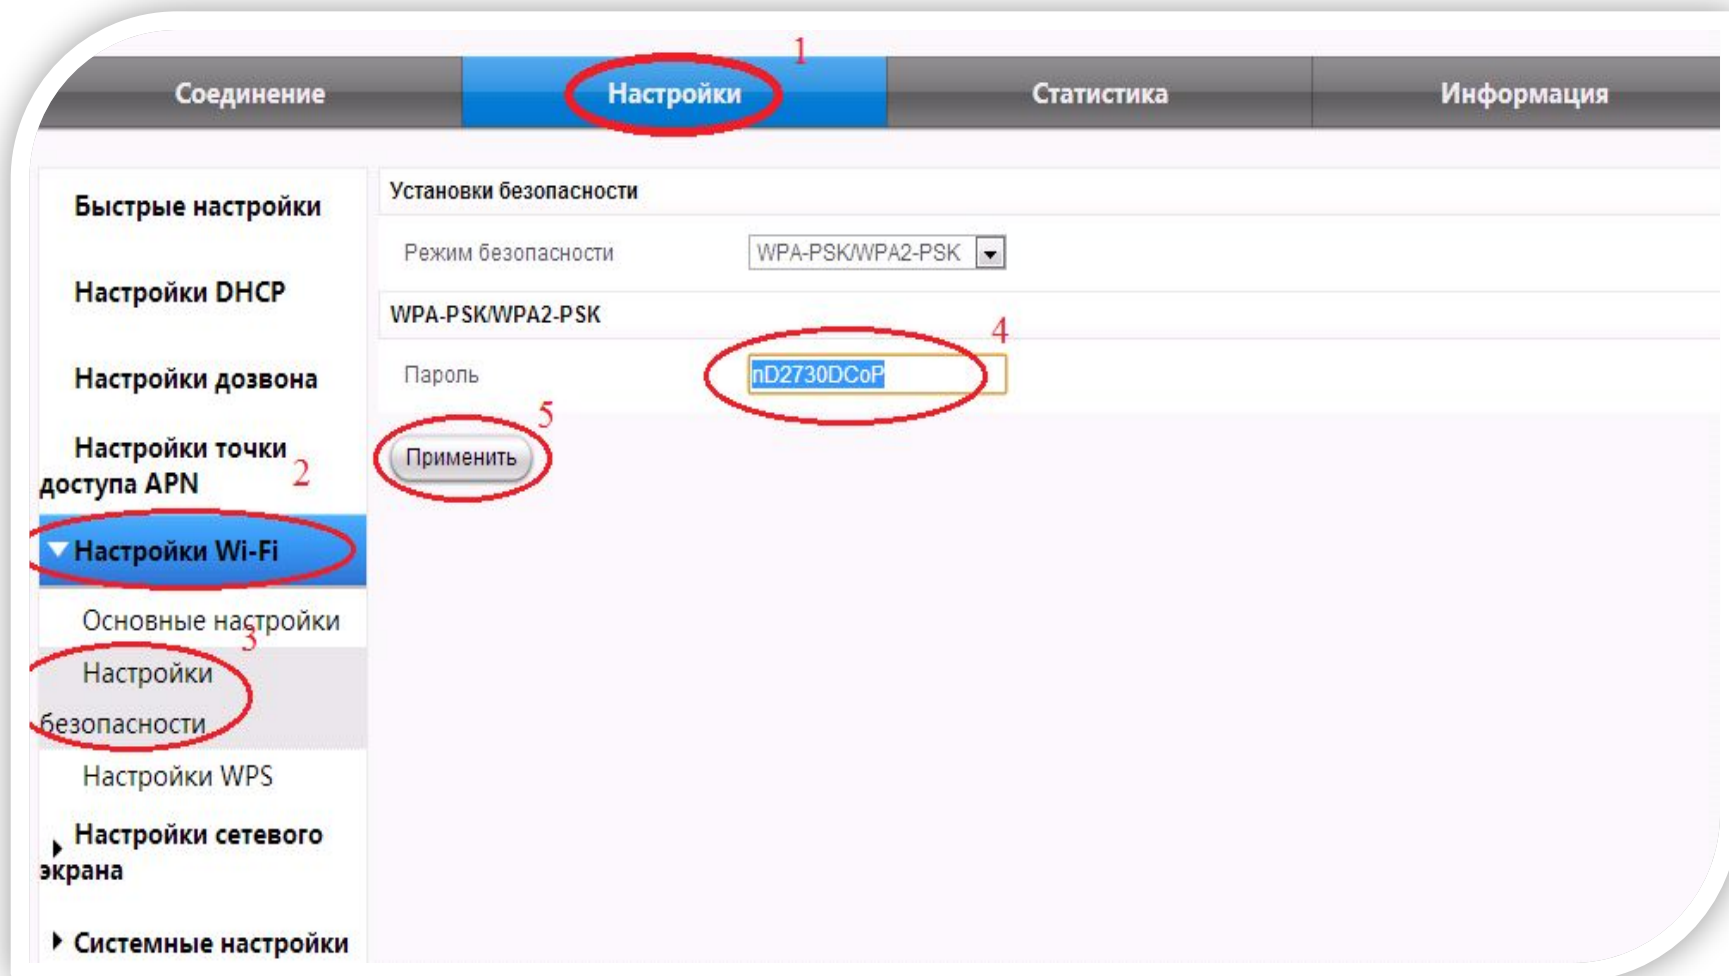 1
Соединение Настройки Статистика Информация
Быстрые настройки
Настройки DHCP
Настройки дозвона
Настройки точки
доступа APN
2
Настройки Wi-Fi
Основные настройки
3
Настройки
безопасности
Настройки WPS
Настройки сетевого
экрана
Системные настройки
Установки безопасности
Режим безопасности WPA-PSK/WPA2-PSK
WPA-PSK/WPA2-PSK
4
Пароль nD2730DCoP
5
Применить